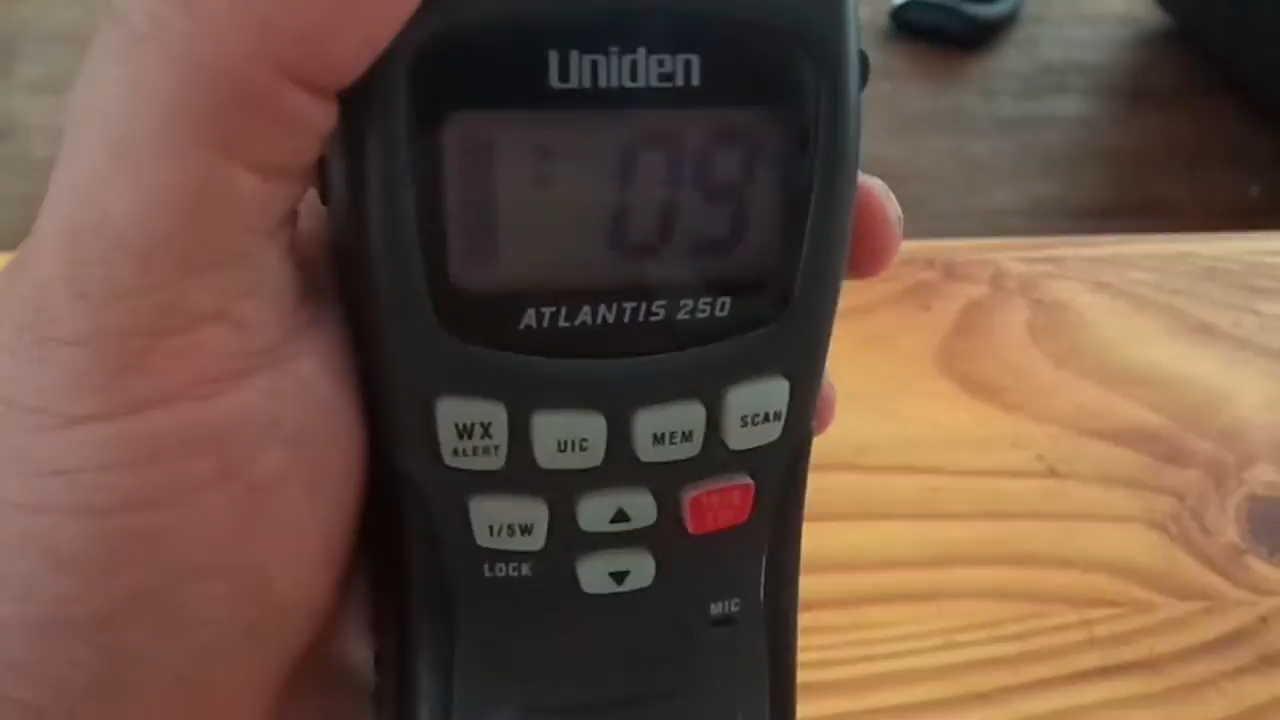 Uniden
09
ATLANTIS 250
WX
ALERT
UIC
MEM
SCAN
1/5W
▲
LOCK
▼
MIC